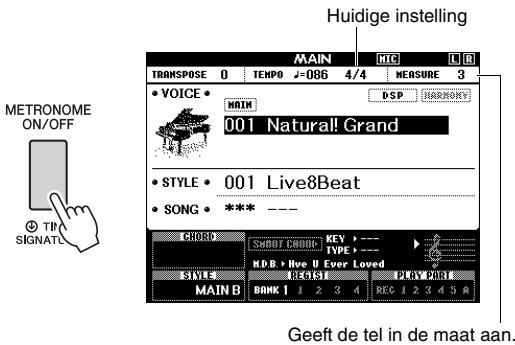 Huidige instelling
MAIN MIC L R
TRANSPOSE 0 TEMPO ♩=086 4/4 MEASURE 3
• VOICE • MAIN DSP HARMONY
001 Natural! Grand
METRONOME
ON/OFF
TIM
SIGNATU
• STYLE • 001 Live8Beat
• SONG • *** ---
CHORD SMART CHORD KEY ▸ ---
TYPE ▸ ---
M.D.B. ▸ Hve U Ever Loved
STYLE REGIST PLAY PART
MAIN B BANK 1 1 2 3 4 REC 1 2 3 4 5 A
Geeft de tel in de maat aan.